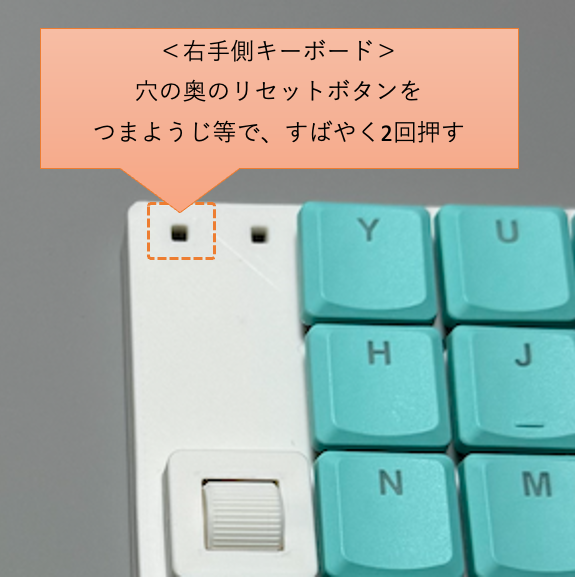 ＜右手側キーボード＞
穴の奥のリセットボタンを
つまようじ等で、すばやく2回押す
Y U
H J
N M